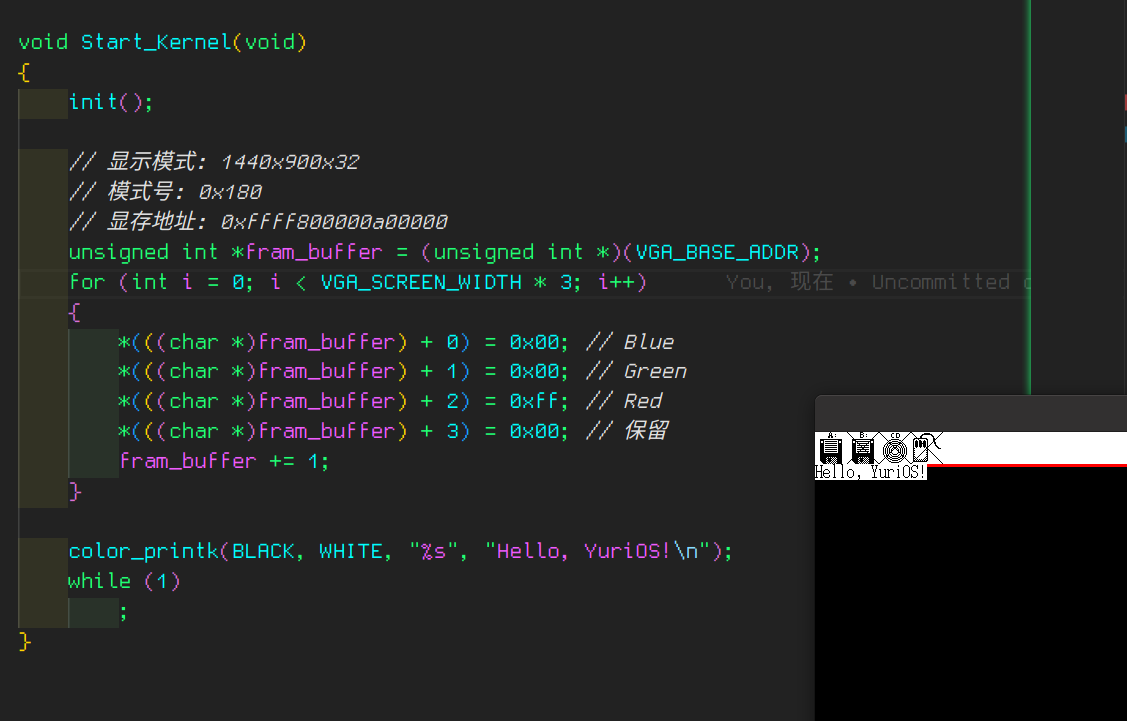 void Start_Kernel(void)
{
init();
// 显示模式: 1440x900x32
// 模式号: 0x180
// 显存地址: 0xffff800000a00000
unsigned int *fram_buffer = (unsigned int *)(VGA_BASE_ADDR);
for (int i = 0; i < VGA_SCREEN_WIDTH * 3; i++) You, 现在 • Uncommitted c
{
*(((char *)fram_buffer) + 0) = 0x00; // Blue
*(((char *)fram_buffer) + 1) = 0x00; // Green
*(((char *)fram_buffer) + 2) = 0xff; // Red
*(((char *)fram_buffer) + 3) = 0x00; // 保留
fram_buffer += 1;
}
color_printk(BLACK, WHITE, "%s", "Hello, YuriOS!\n");
while (1)
;
}
A: B: CD
Hello, YuriOS!